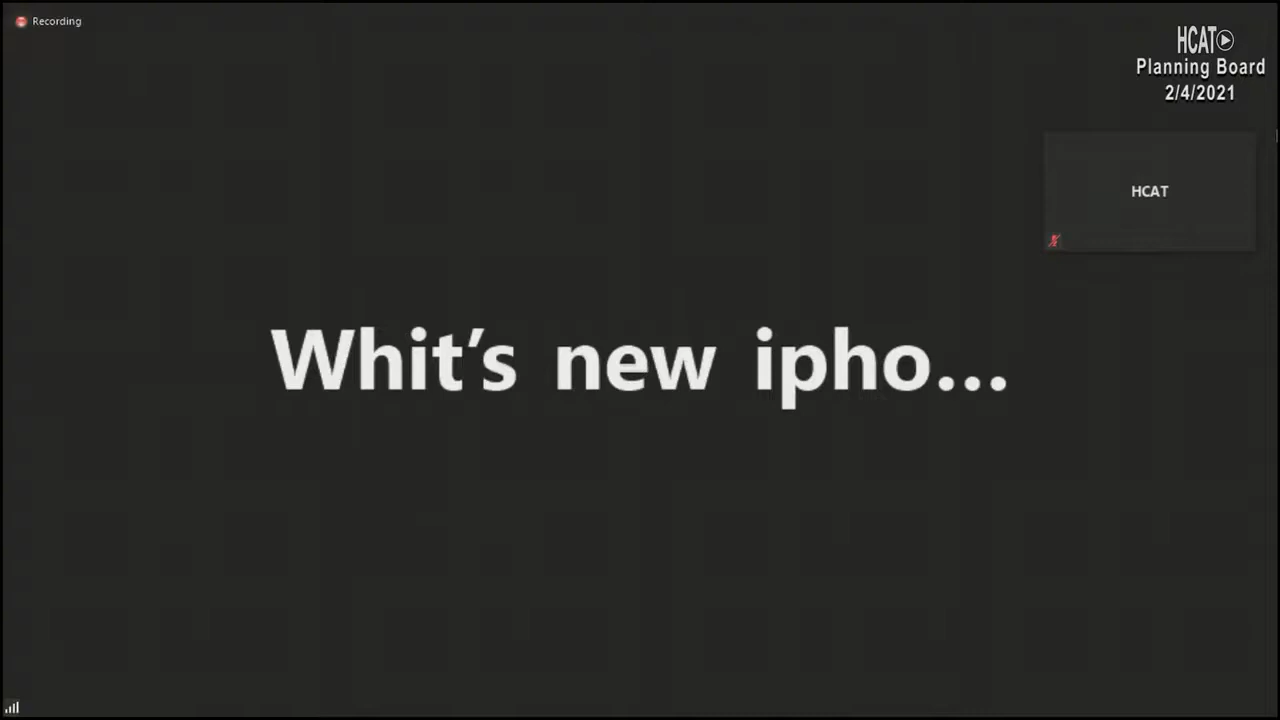 Recording
HCAT
Planning Board
2/4/2021
HCAT
Whit’s new ipho...